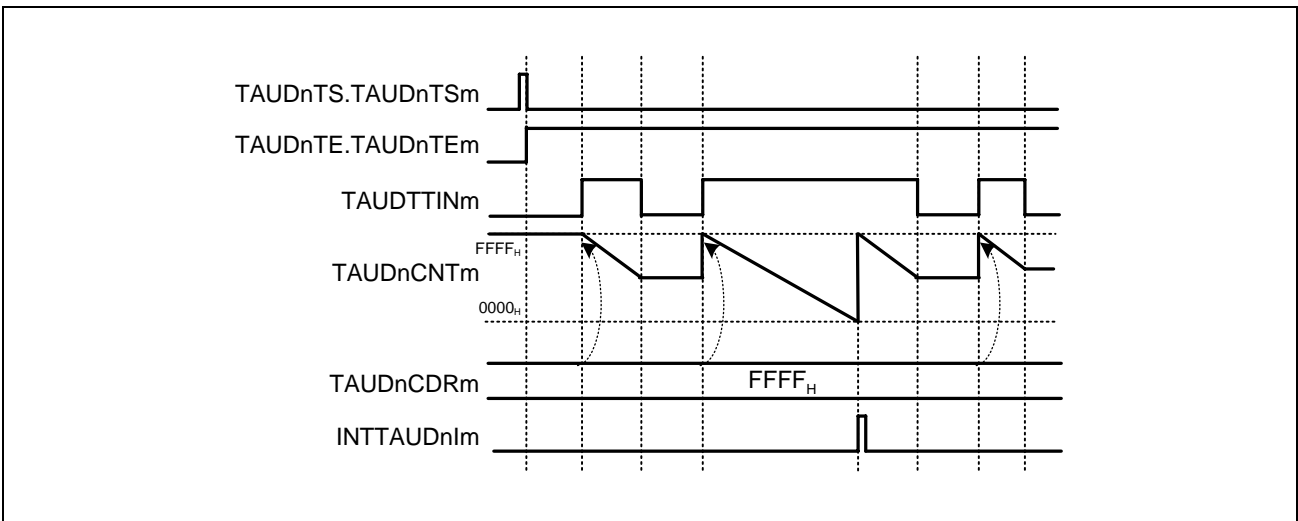 TAUDnTS.TAUDnTSm
TAUDnTE.TAUDnTEm
TAUDTTINm
FFFFH
TAUDnCNTm
0000H
TAUDnCDRm
FFFFH
INTTAUDnIm